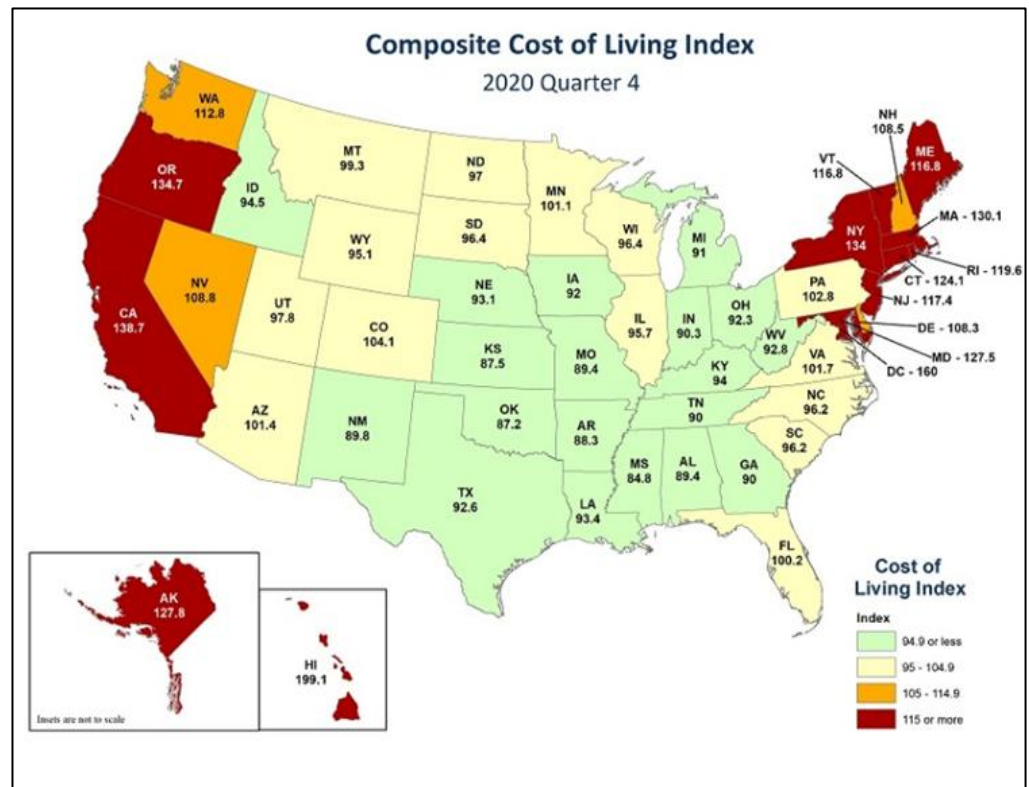 Composite Cost of Living Index
2020 Quarter 4
WA
112.8
OR
134.7
CA
138.7
NV
108.8
ID
94.5
MT
99.3
WY
95.1
UT
97.8
CO
104.1
AZ
101.4
NM
89.8
ND
97
SD
96.4
NE
93.1
KS
87.5
OK
87.2
TX
92.6
MN
101.1
IA
92
MO
89.4
AR
88.3
LA
93.4
WI
96.4
IL
95.7
MI
91
IN
90.3
OH
92.3
KY
94
TN
90
MS
84.8
AL
89.4
GA
90
FL
100.2
SC
96.2
NC
96.2
VA
101.7
WV
92.8
PA
102.8
NY
134
VT
116.8
NH
108.5
ME
116.8
MA - 130.1
RI - 119.6
CT - 124.1
NJ - 117.4
DE - 108.3
MD - 127.5
DC - 160
AK
127.8
Insets are not to scale
HI
199.1
Cost of
Living Index
Index
94.9 or less
95 - 104.9
105 - 114.9
115 or more